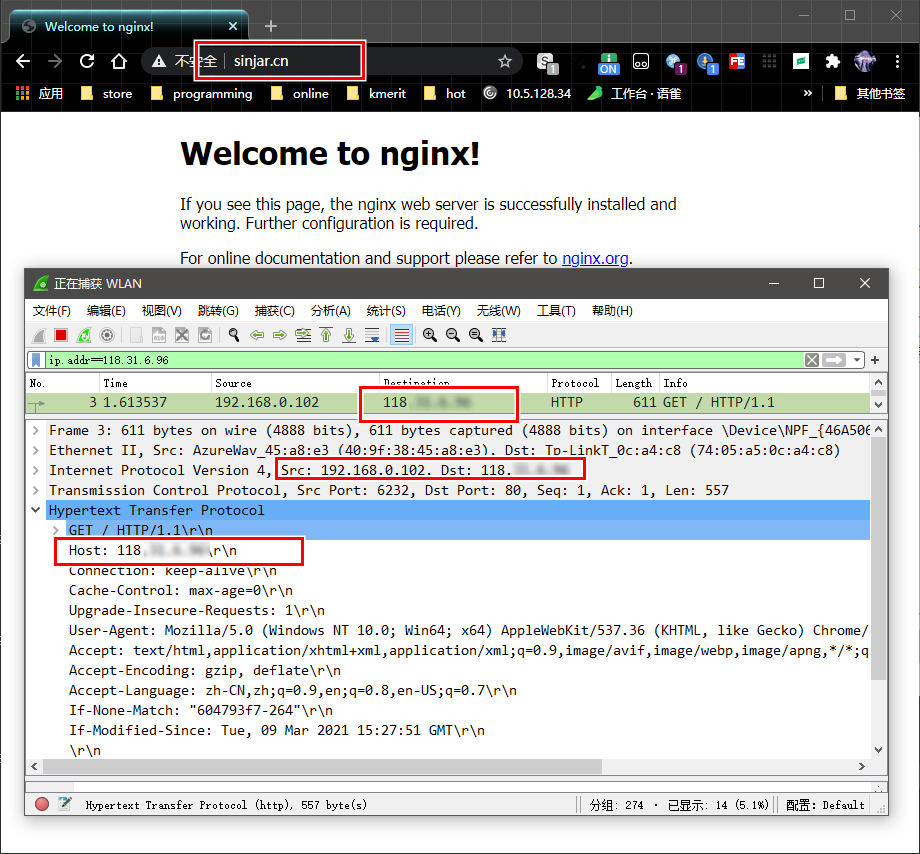 Welcome to nginx!
不安全 sinjar.cn
S 1 ON 1 1 FE
应用 store programming online kmerit hot 10.5.128.34 工作台 · 语雀 » 其他书签
Welcome to nginx!
If you see this page, the nginx web server is successfully installed and
working. Further configuration is required.
For online documentation and support please refer to nginx.org.
正在捕获 WLAN
文件(F) 编辑(E) 视图(V) 跳转(G) 捕获(C) 分析(A) 统计(S) 电话(Y) 无线(W) 工具(T) 帮助(H)
ip.addr==118.31.6.96
No. Time Source Destination Protocol Length Info
3 1.613537 192.168.0.102 118 HTTP 611 GET / HTTP/1.1
Frame 3: 611 bytes on wire (4888 bits), 611 bytes captured (4888 bits) on interface \Device\NPF_{46A506
Ethernet II, Src: AzureWav_45:a8:e3 (40:9f:38:45:a8:e3), Dst: Tp-LinkT_0c:a4:c8 (74:05:a5:0c:a4:c8)
Internet Protocol Version 4, Src: 192.168.0.102, Dst: 118.
Transmission Control Protocol, Src Port: 6232, Dst Port: 80, Seq: 1, Ack: 1, Len: 557
Hypertext Transfer Protocol
GET / HTTP/1.1\r\n
Host: 118 \r\n
Connection: keep-alive\r\n
Cache-Control: max-age=0\r\n
Upgrade-Insecure-Requests: 1\r\n
User-Agent: Mozilla/5.0 (Windows NT 10.0; Win64; x64) AppleWebKit/537.36 (KHTML, like Gecko) Chrome/
Accept: text/html,application/xhtml+xml,application/xml;q=0.9,image/avif,image/webp,image/apng,*/*;q
Accept-Encoding: gzip, deflate\r\n
Accept-Language: zh-CN,zh;q=0.9,en;q=0.8,en-US;q=0.7\r\n
If-None-Match: "604793f7-264"\r\n
If-Modified-Since: Tue, 09 Mar 2021 15:27:51 GMT\r\n
\r\n
Hypertext Transfer Protocol (http), 557 byte(s) 分组: 274 · 已显示: 14 (5.1%) 配置: Default